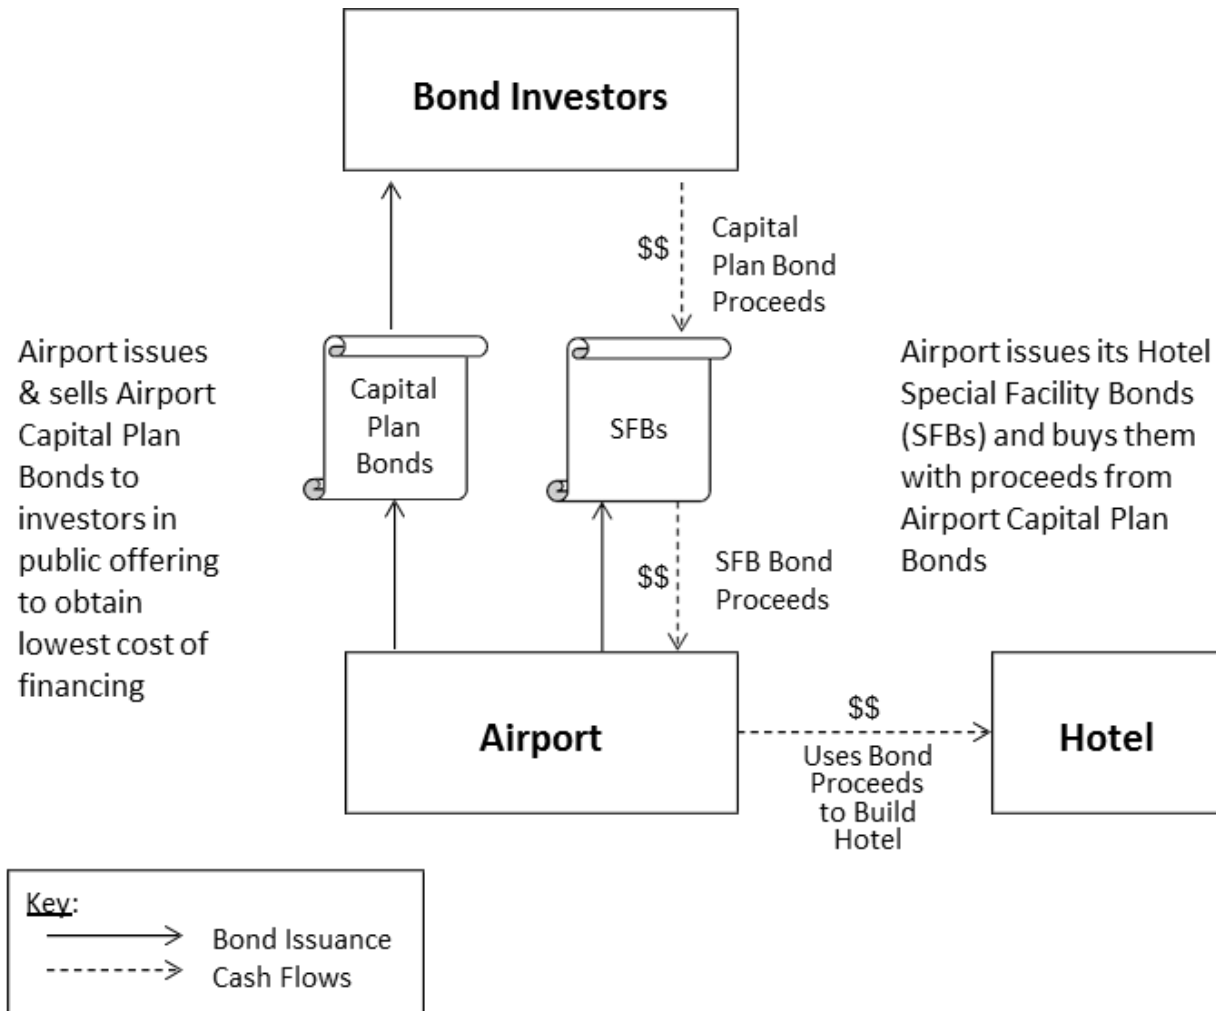 Bond Investors
$$
Capital
Plan Bond
Proceeds
Airport issues
& sells Airport
Capital Plan
Bonds to
investors in
public offering
to obtain
lowest cost of
financing
Capital
Plan
Bonds
SFBs
Airport issues its Hotel
Special Facility Bonds
(SFBs) and buys them
with proceeds from
Airport Capital Plan
Bonds
$$
SFB Bond
Proceeds
Airport
$$
Uses Bond
Proceeds
to Build
Hotel
Hotel
Key:
Bond Issuance
Cash Flows